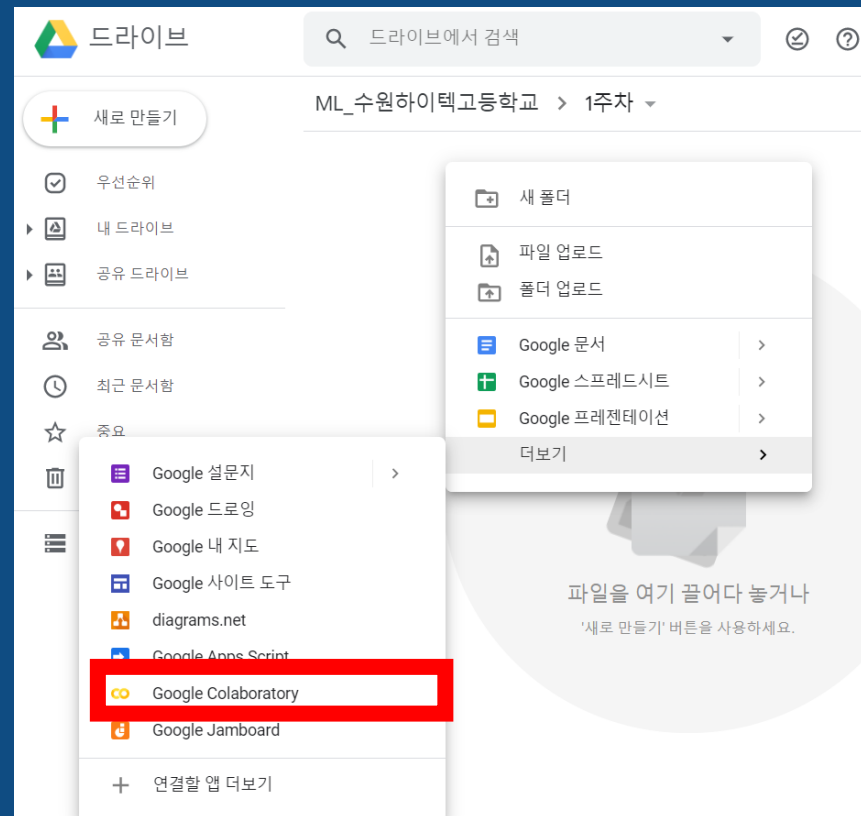 드라이브
드라이브에서 검색
새로 만들기
ML_수원하이텍고등학교 > 1주차
우선순위
내 드라이브
공유 드라이브
공유 문서함
최근 문서함
중요
새 폴더
파일 업로드
폴더 업로드
Google 문서
Google 스프레드시트
Google 프레젠테이션
더보기
Google 설문지
Google 드로잉
Google 내 지도
Google 사이트 도구
diagrams.net
Google Apps Script
Google Colaboratory
Google Jamboard
연결할 앱 더보기
파일을 여기 끌어다 놓거나
'새로 만들기' 버튼을 사용하세요.